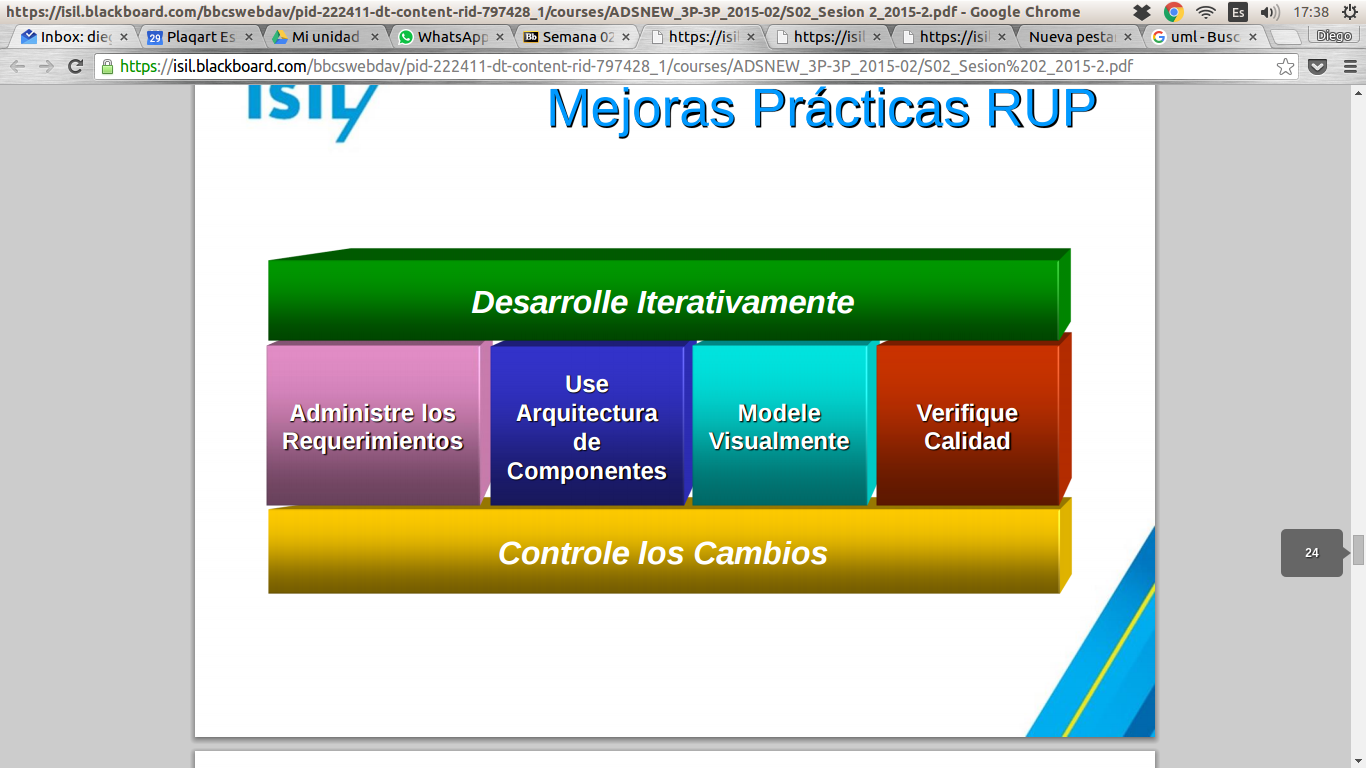 https://isil.blackboard.com/bbcswebdav/pid-222411-dt-content-rid-797428_1/courses/ADSNEW_3P-3P_2015-02/S02_Sesion 2_2015-2.pdf - Google Chrome
Es
17:38
Inbox: die
29
Plaqart Es
Mi unidad
WhatsApp
Bb
Semana 02
https://isil
https://isil
https://isil
Nueva pesta
uml - Busc
Diego
https://isil.blackboard.com/bbcswebdav/pid-222411-dt-content-rid-797428_1/courses/ADSNEW_3P-3P_2015-02/S02_Sesion%202_2015-2.pdf
isil
Mejoras Prácticas RUP
Desarrolle Iterativamente
Administre los
Requerimientos
Use
Arquitectura
de
Componentes
Modele
Visualmente
Verifique
Calidad
Controle los Cambios
24